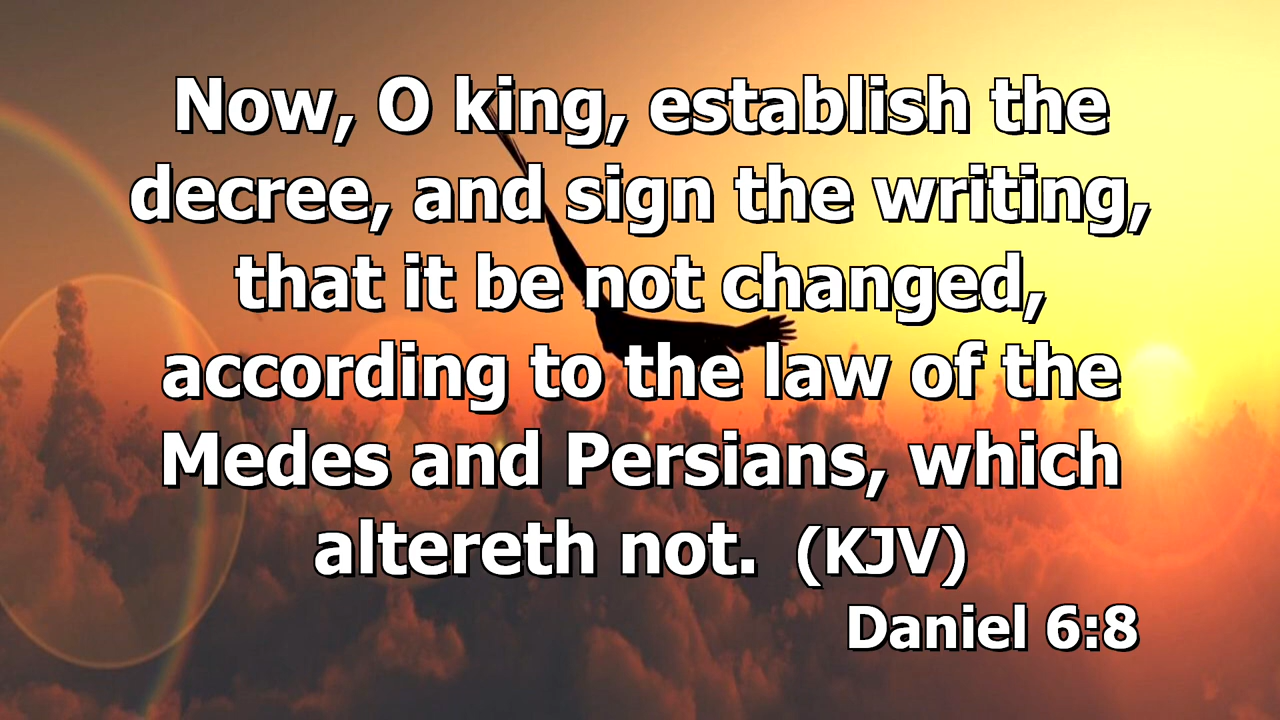 Now, O king, establish the
decree, and sign the writing,
that it be not changed,
according to the law of the
Medes and Persians, which
altereth not.  (KJV)
Daniel 6:8